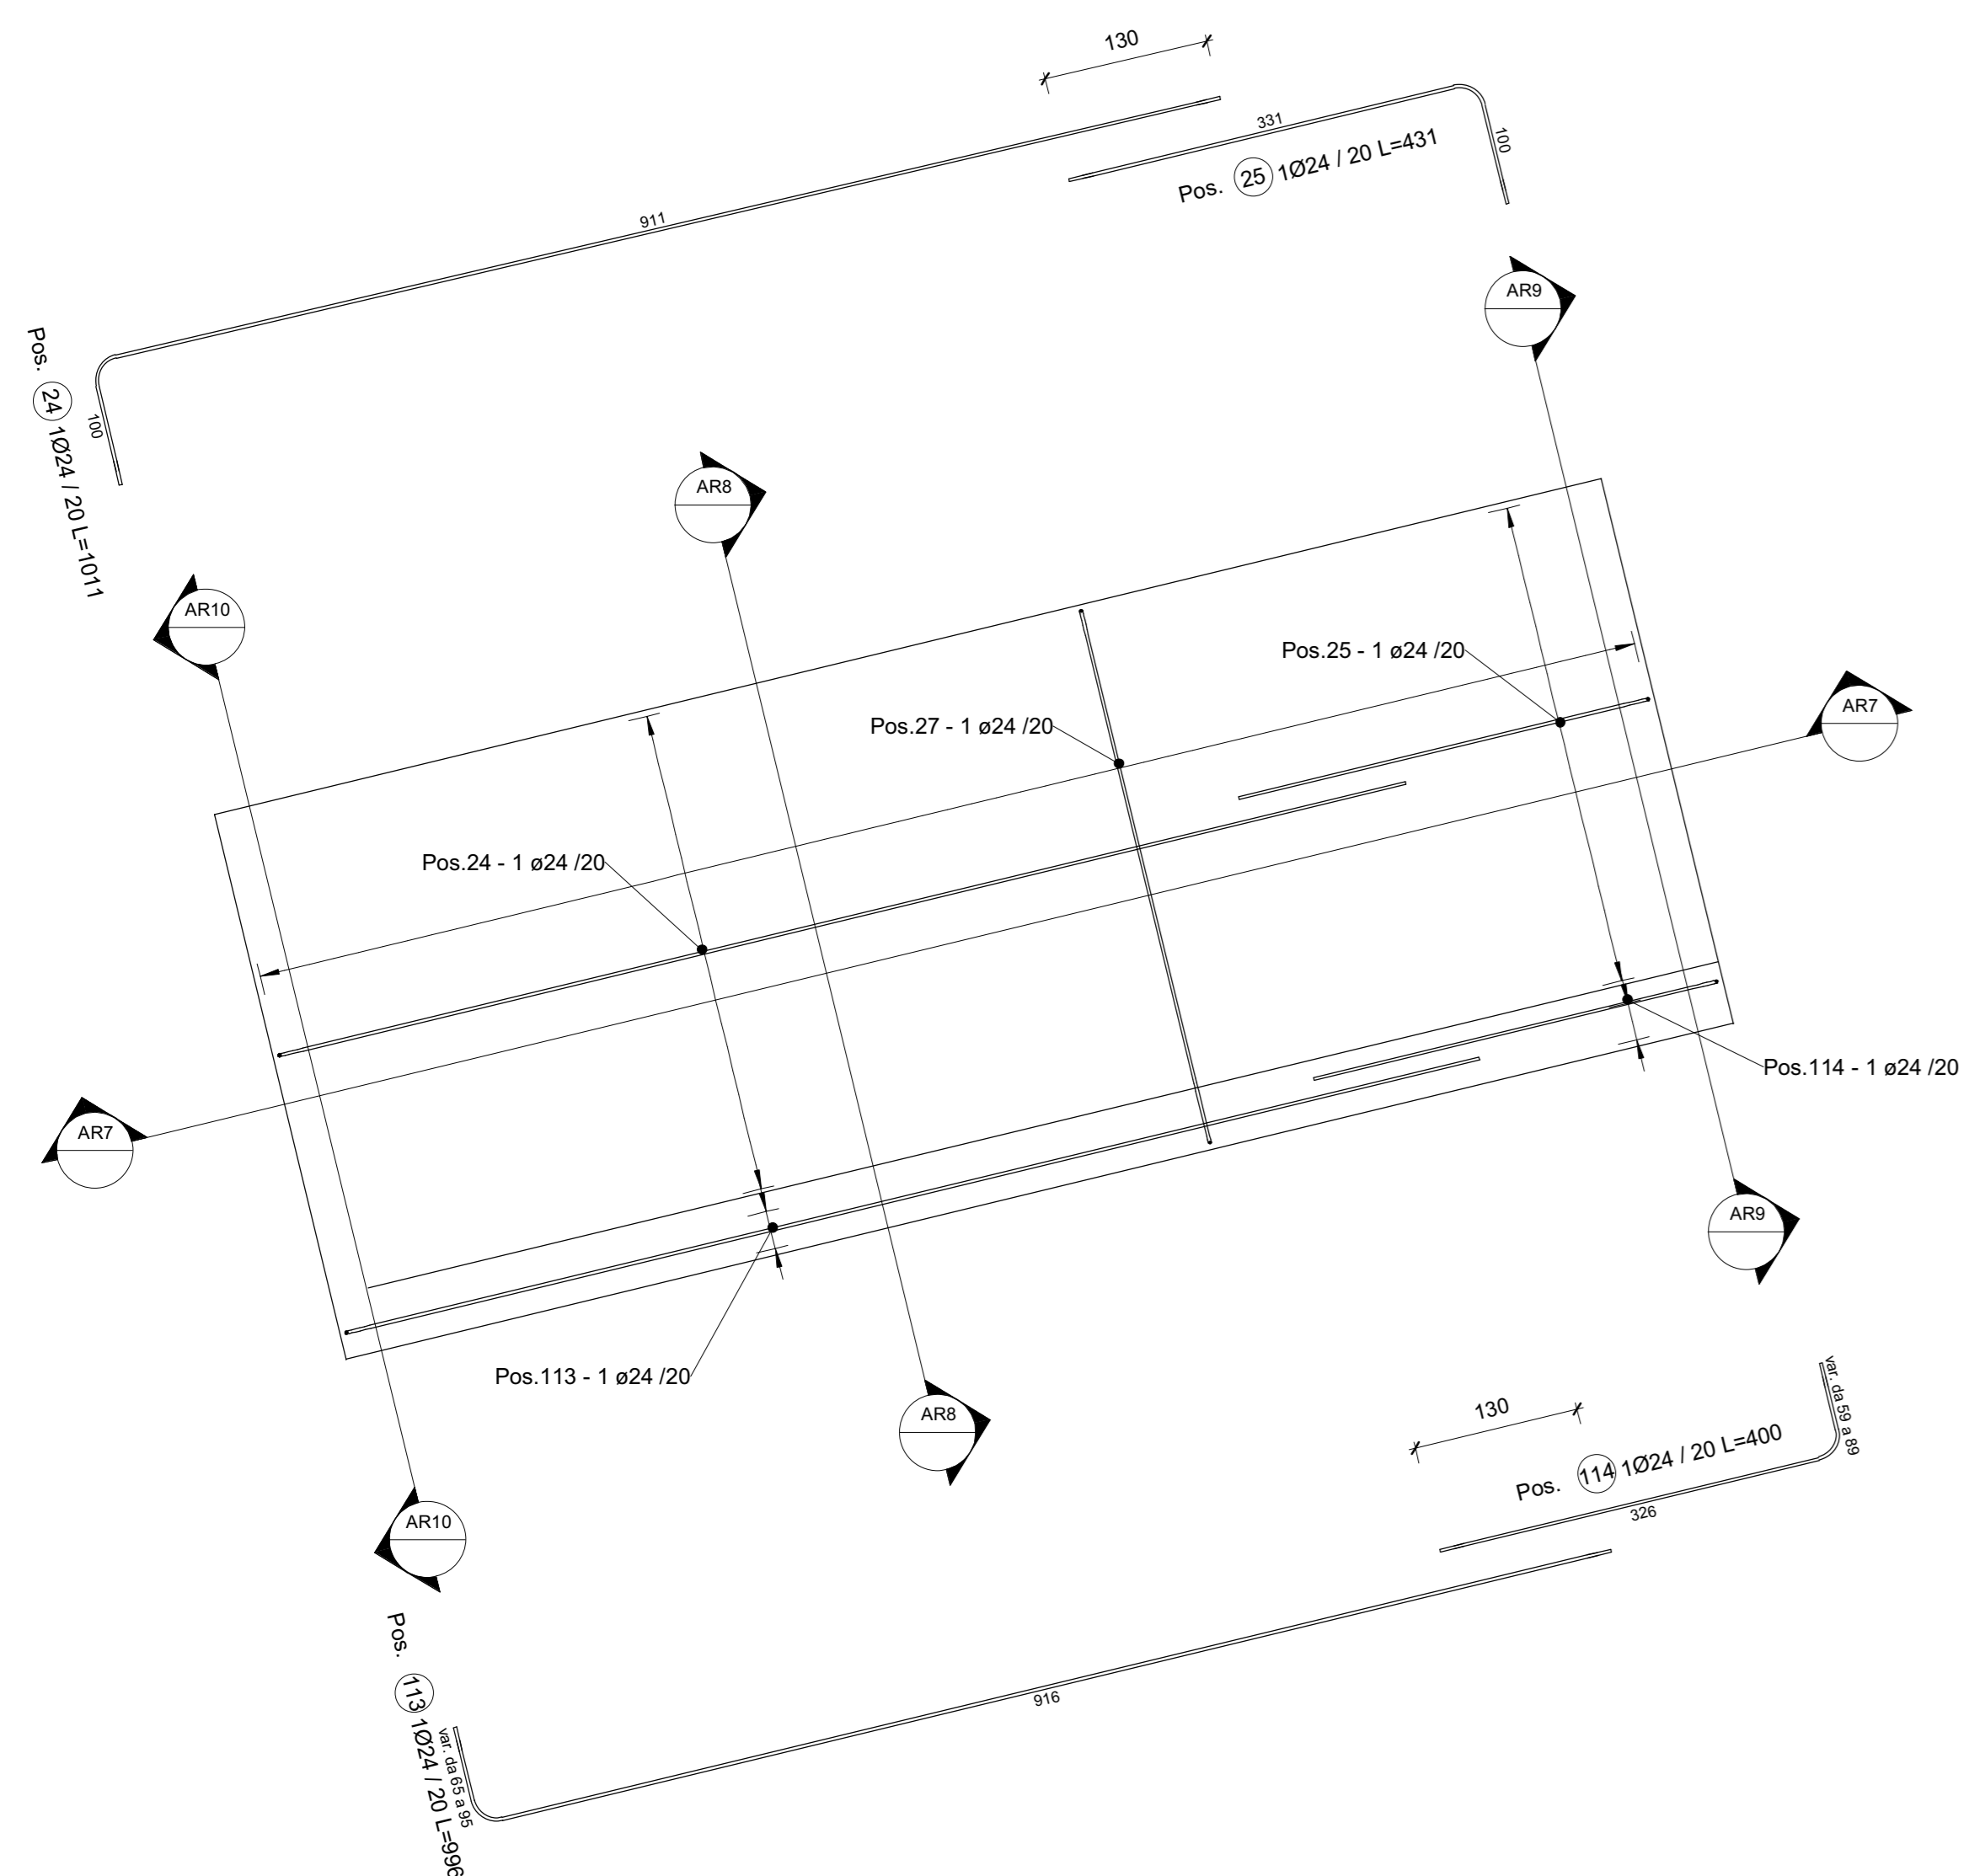 130
331
100
Pos. 25 1Ø24 / 20 L=431
911
Pos. 24 1Ø24 / 20 L=1011
100
AR9
AR8
AR10
Pos.25 - 1 ø24 /20
AR7
Pos.27 - 1 ø24 /20
Pos.24 - 1 ø24 /20
Pos.114 - 1 ø24 /20
AR7
AR9
Pos.113 - 1 ø24 /20
AR8
130
var. da 59 a 89
Pos. 114 1Ø24 / 20 L=400
326
AR10
Pos. 113 1Ø24 / 20 L=996
var. da 65 a 95
916